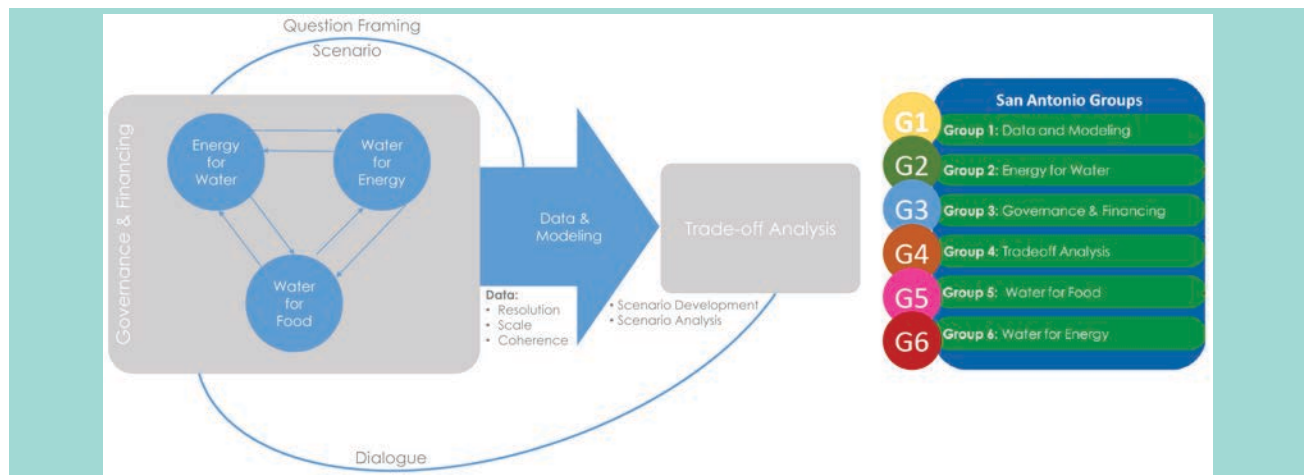 Question Framing
Scenario
Governance & Financing
Energy
for
Water
Water
for
Energy
Water
for
Food
Data &
Modeling
Data:
• Resolution
• Scale
• Coherence
Trade-off Analysis
• Scenario Development
• Scenario Analysis
Dialogue
San Antonio Groups
G1
Group 1: Data and Modeling
G2
Group 2: Energy for Water
G3
Group 3: Governance & Financing
G4
Group 4: Tradeoff Analysis
G5
Group 5: Water for Food
G6
Group 6: Water for Energy